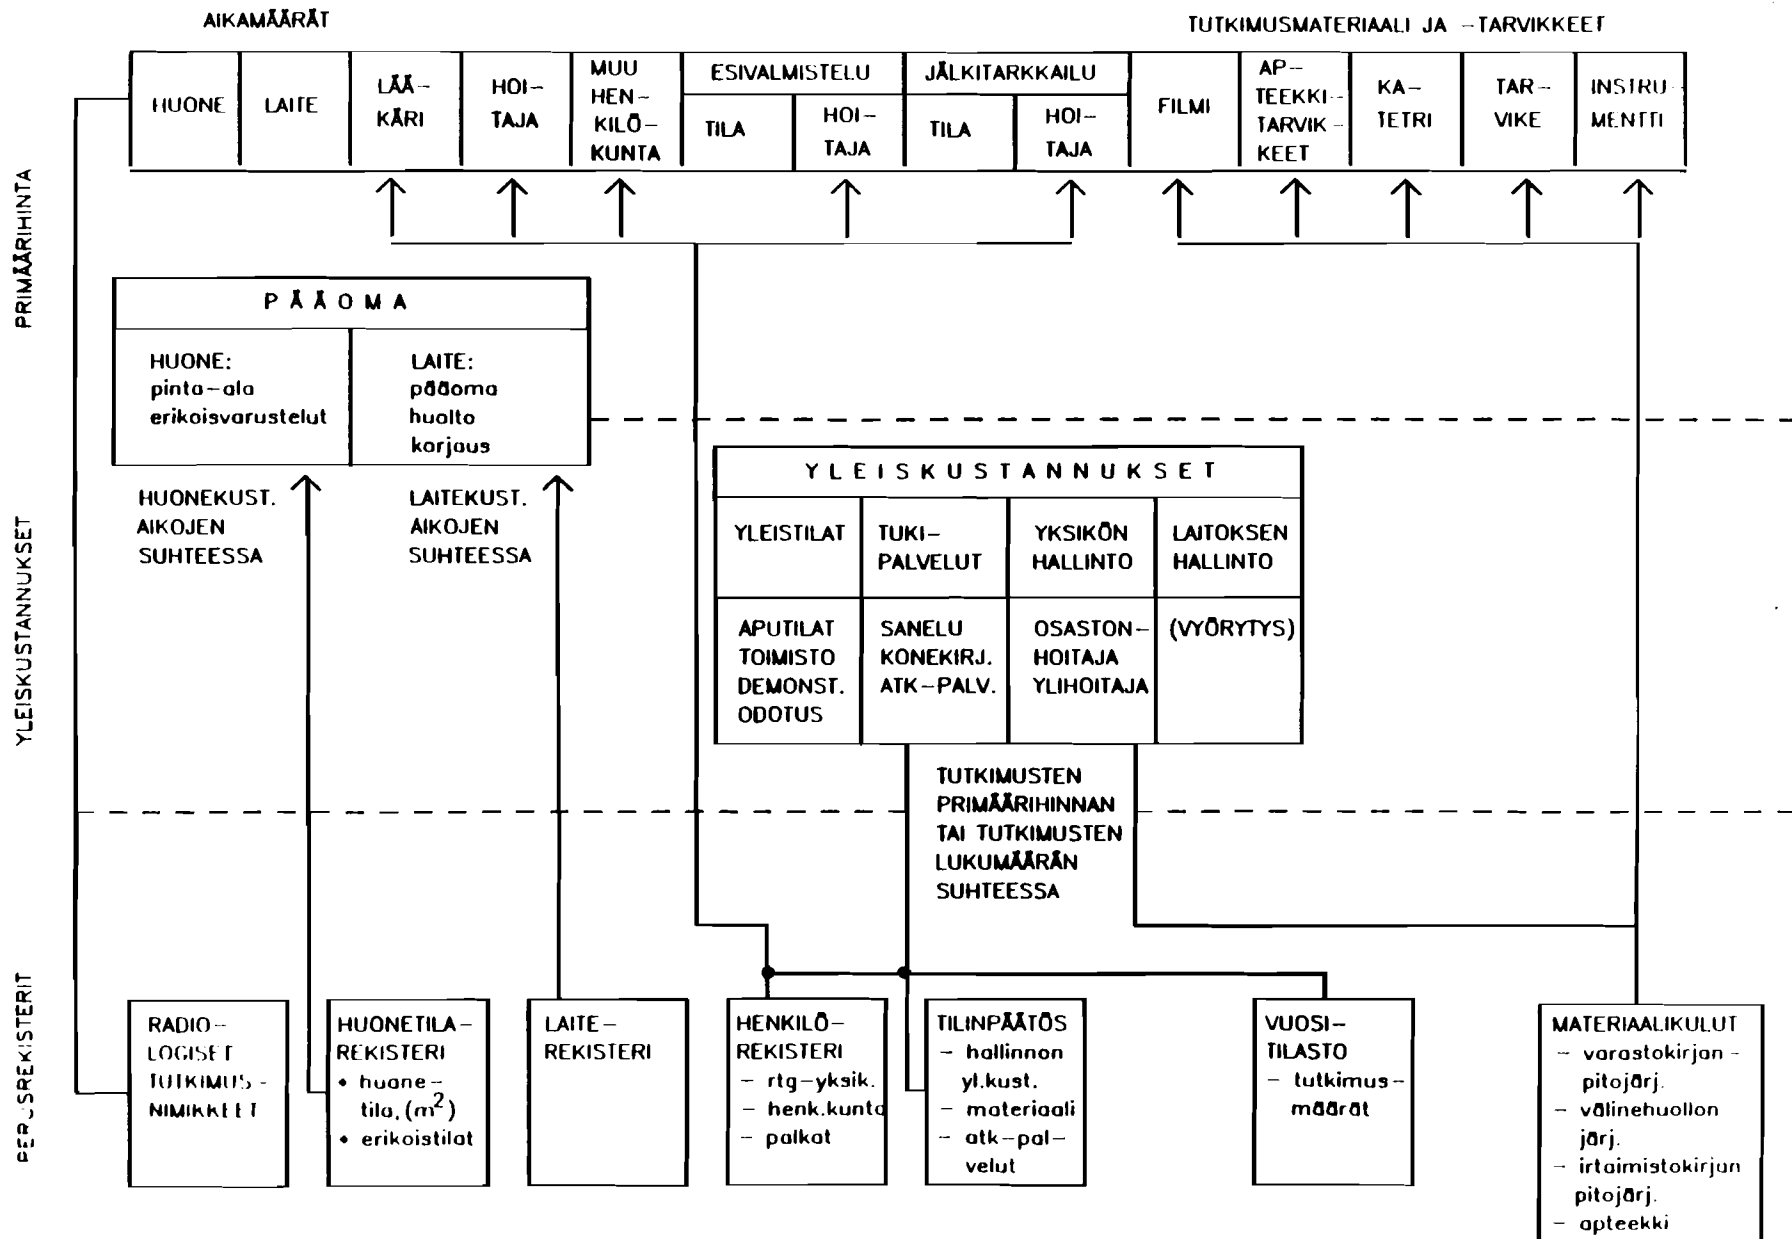 AIKAMÄÄRÄT
TUTKIMUSMATERIAALI JA -TARVIKKEET
HUONE
LAITE
LÄÄ-
KÄRI
HOI-
TAJA
MUU
HEN-
KILÖ-
KUNTA
ESIVALMISTELU
TILA
HOI-
TAJA
JÄLKITARKKAILU
TILA
HOI-
TAJA
FILMI
AP-
TEEKKI-
TARVIK-
KEET
KA-
TETRI
TAR-
VIKE
INSTRU-
MENTTI
PRIMÄÄRIHINTA
PÄÄOMA
HUONE:
pinta-ala
erikoisvarustelut
LAITE:
pääoma
huolto
korjaus
HUONEKUST.
AIKOJEN
SUHTEESSA
LAITEKUST.
AIKOJEN
SUHTEESSA
YLEISKUSTANNUKSET
YLEISKUSTANNUKSET
YLEISTILAT
TUKI-
PALVELUT
YKSIKÖN
HALLINTO
LAITOKSEN
HALLINTO
APUTILAT
TOIMISTO
DEMONST.
ODOTUS
SANELU
KONEKIRJ.
ATK-PALV.
OSASTON-
HOITAJA
YLIHOITAJA
(VYÖRYTYS)
TUTKIMUSTEN
PRIMÄÄRIHINNAN
TAI TUTKIMUSTEN
LUKUMÄÄRÄN
SUHTEESSA
PERUSREKISTERIT
RADIO-
LOGISET
TUTKIMUS-
NIMIKKEET
HUONETILA-
REKISTERI
• huone-
tila, (m²)
• erikoistilat
LAITE-
REKISTERI
HENKILÖ-
REKISTERI
- rtg-yksik.
- henk.kunta
- palkat
TILINPÄÄTÖS
- hallinnon
yl.kust.
- materiaali
- atk-pal-
velut
VUOSI-
TILASTO
- tutkimus-
määrät
MATERIAALIKULUT
- varastokirjan-
pitojärj.
- välinehuollon
järj.
- irtaimistokirjan
pitojärj.
- apteekki